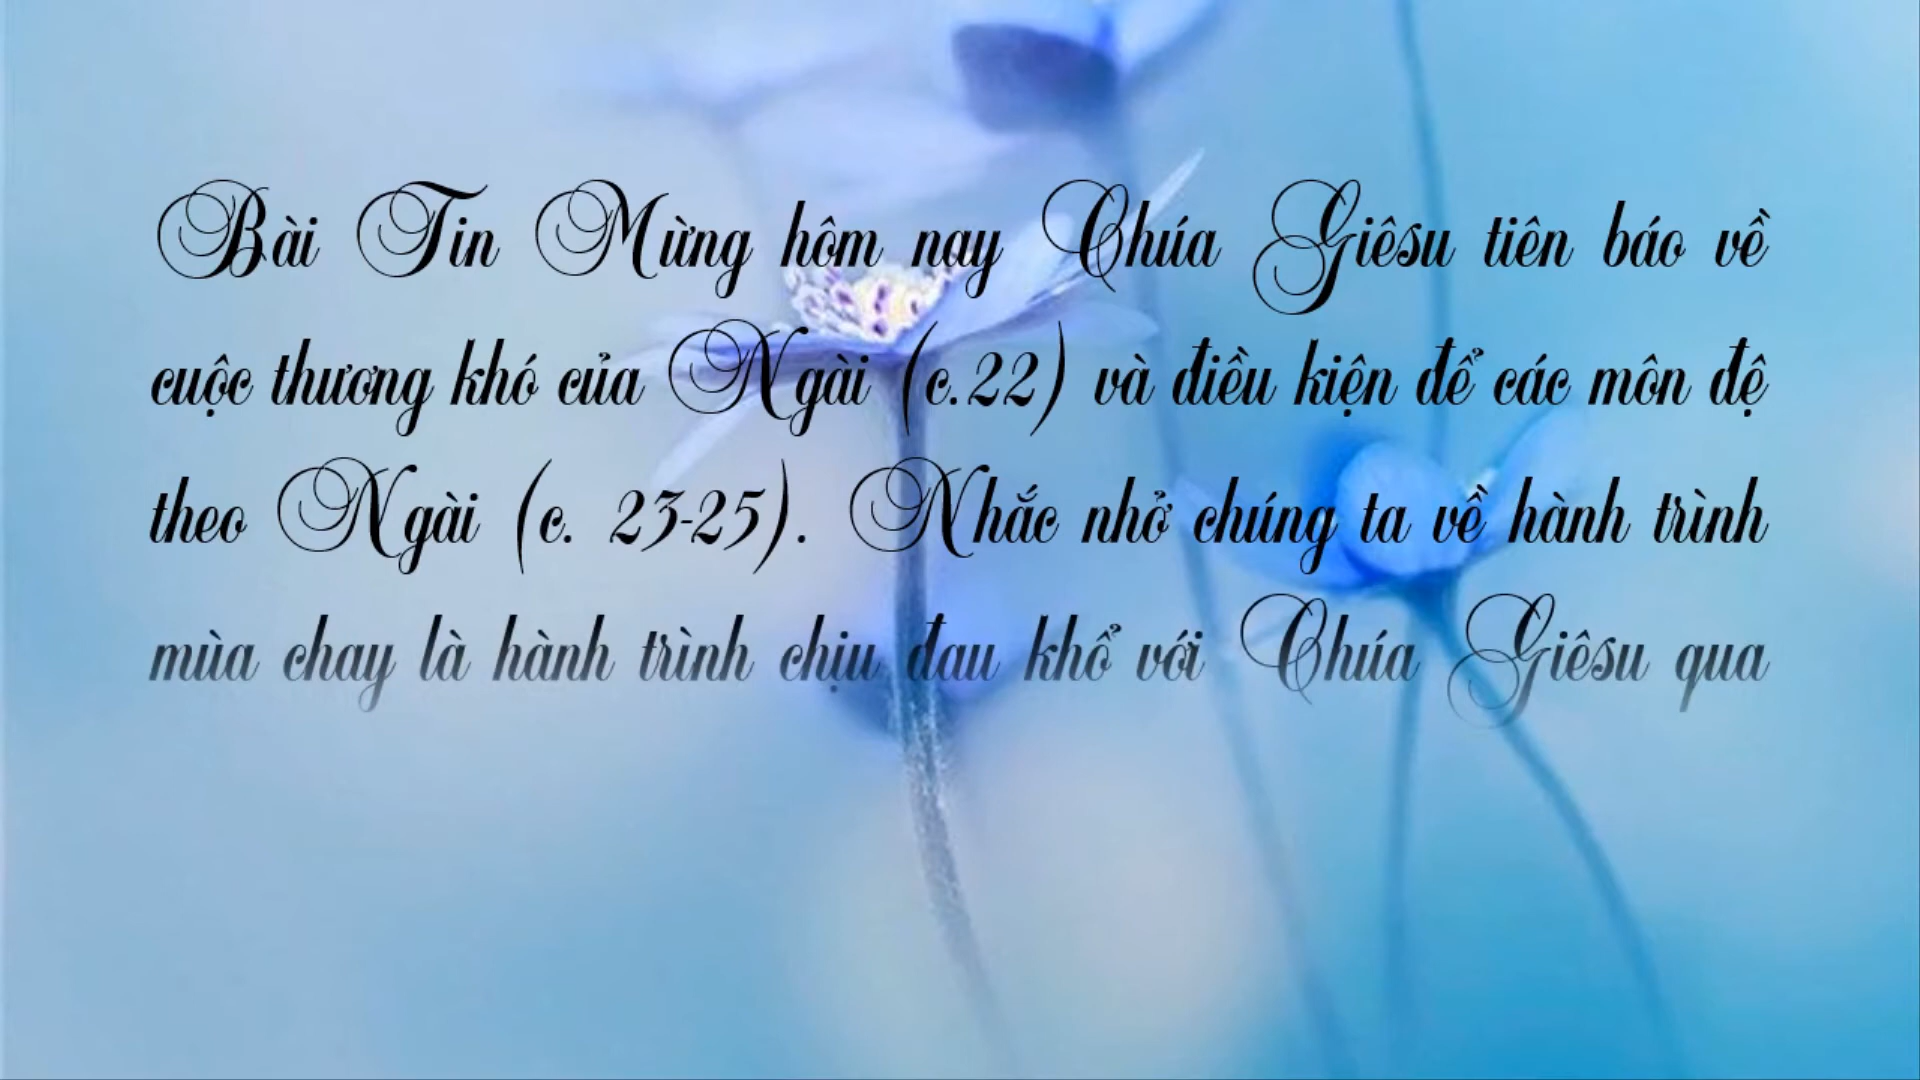 Bài Tin Mừng hôm nay Chúa Giêsu tiên báo về
cuộc thương khó của Ngài (c.22) và điều kiện để các môn đệ
theo Ngài (c. 23-25). Nhắc nhở chúng ta về hành trình
mùa chay là hành trình chịu đau khổ với Chúa Giêsu qua